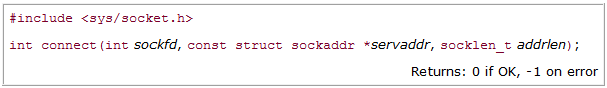 #include <sys/socket.h>
int connect(int sockfd, const struct sockaddr *servaddr, socklen_t addrlen);
Returns: 0 if OK, -1 on error